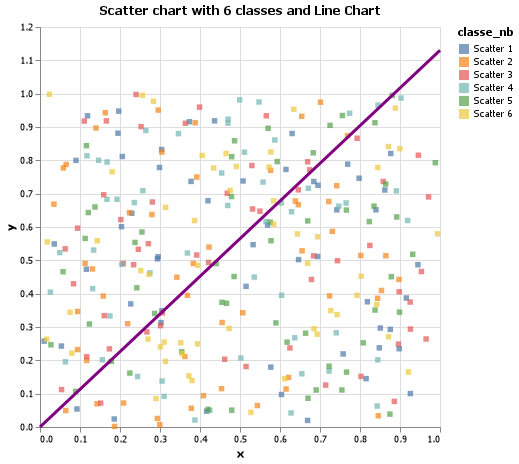 Scatter chart with 6 classes and Line Chart
classe_nb
Scatter 1
Scatter 2
Scatter 3
Scatter 4
Scatter 5
Scatter 6
1.2
1.1
1.0
0.9
0.8
0.7
0.6
0.5
0.4
0.3
0.2
0.1
0.0
y
0.0 0.1 0.2 0.3 0.4 0.5 0.6 0.7 0.8 0.9 1.0
x